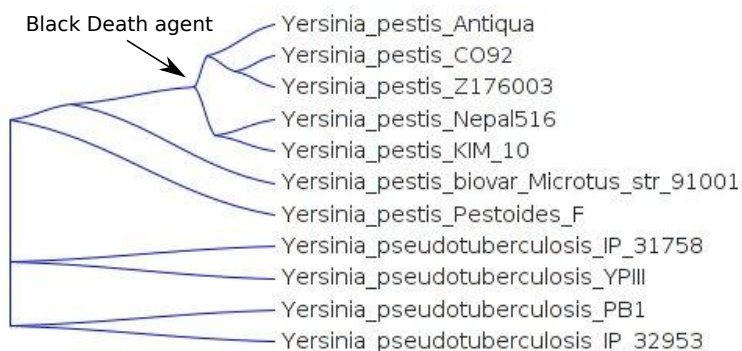 Black Death agent
Yersinia_pestis_Antiqua
Yersinia_pestis_CO92
Yersinia_pestis_Z176003
Yersinia_pestis_Nepal516
Yersinia_pestis_KIM_10
Yersinia_pestis_biovar_Microtus_str_91001
Yersinia_pestis_Pestoides_F
Yersinia_pseudotuberculosis_IP_31758
Yersinia_pseudotuberculosis_YPIII
Yersinia_pseudotuberculosis_PB1
Yersinia_pseudotuberculosis_IP_32953